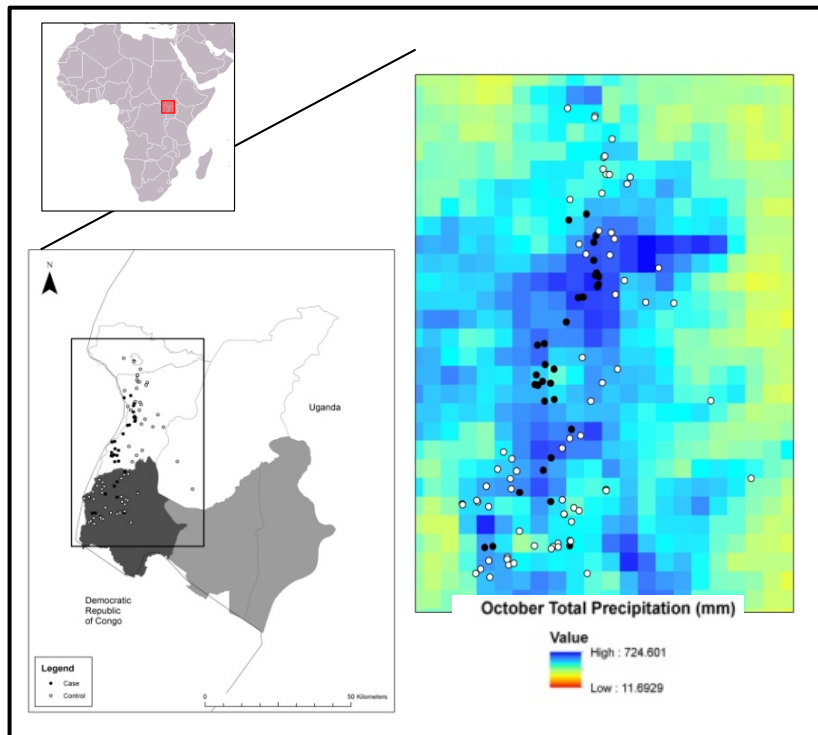 N
Uganda
Democratic
Republic
of Congo
Legend
Case
Control
0
50 Kilometers
October Total Precipitation (mm)
Value
High : 724.601
Low : 11.6929